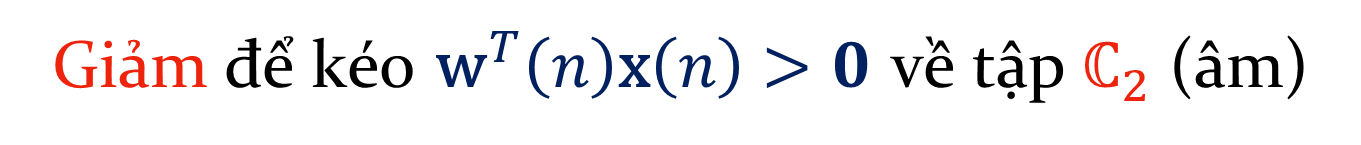 Giảm để kéo 𝐰ᵀ(𝑛)𝐱(𝑛) > 𝟎 về tập ℂ₂ (âm)